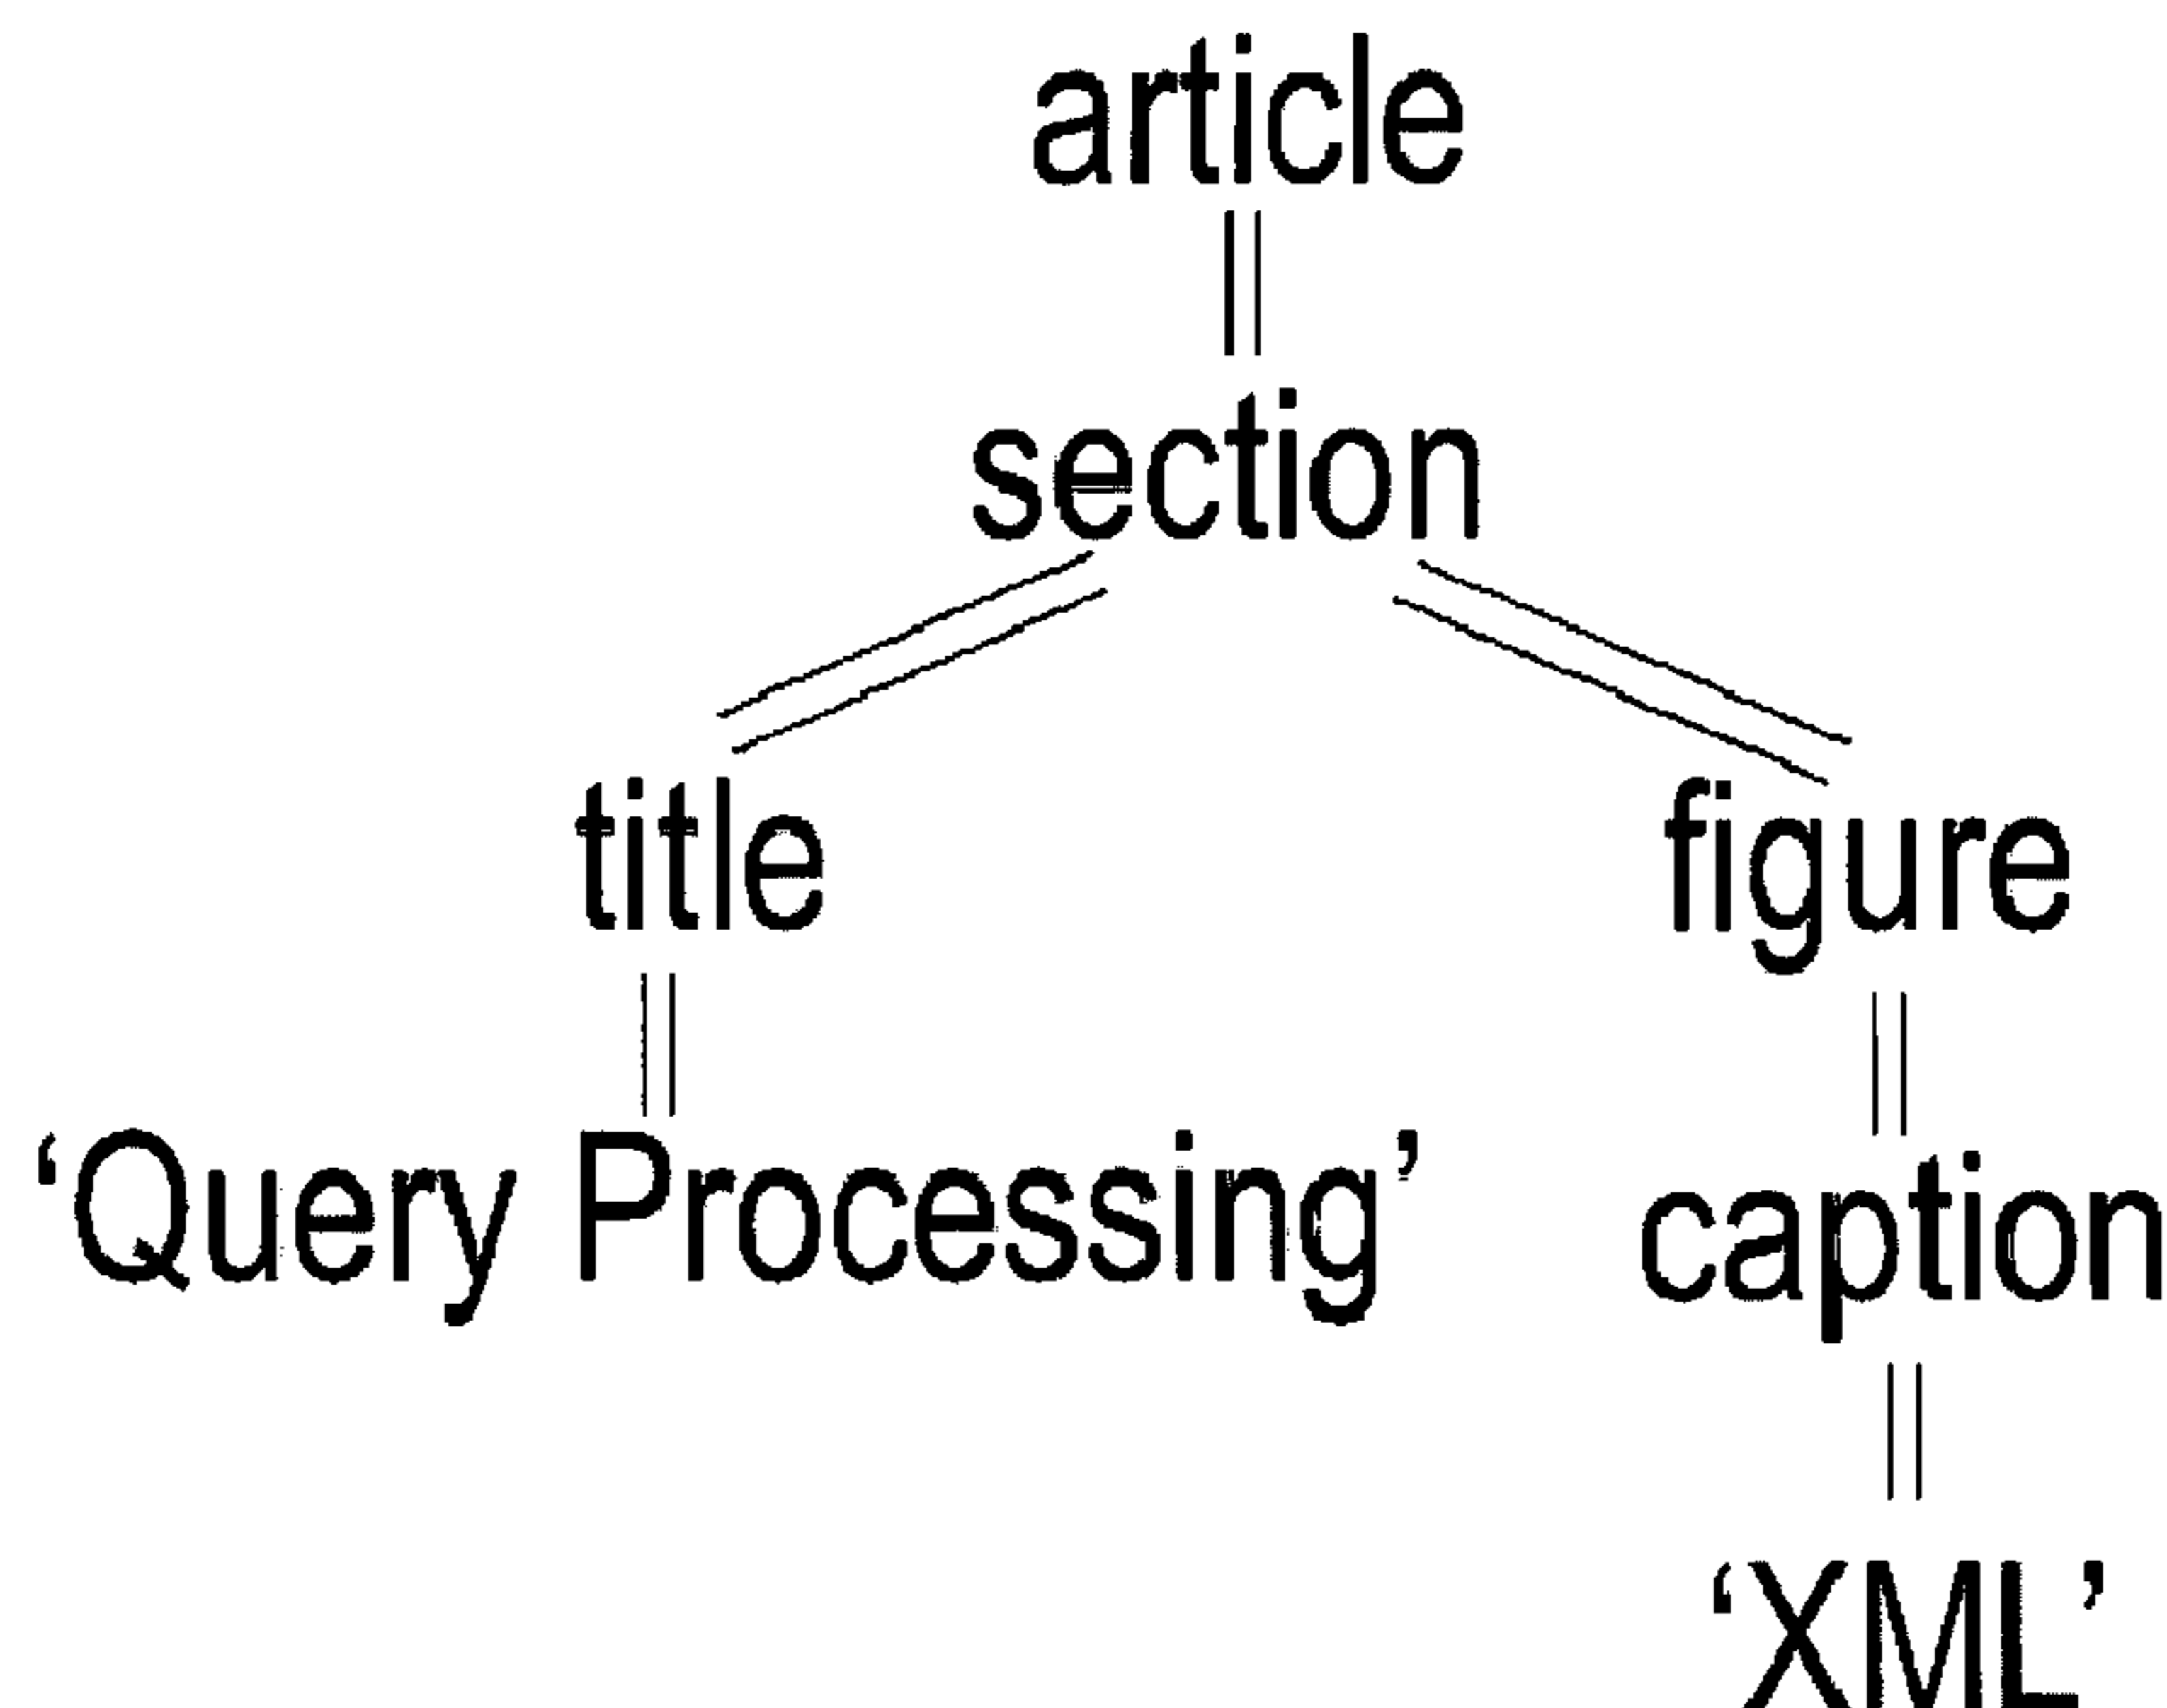 article
section
title figure
‘Query Processing’ caption
‘XML’